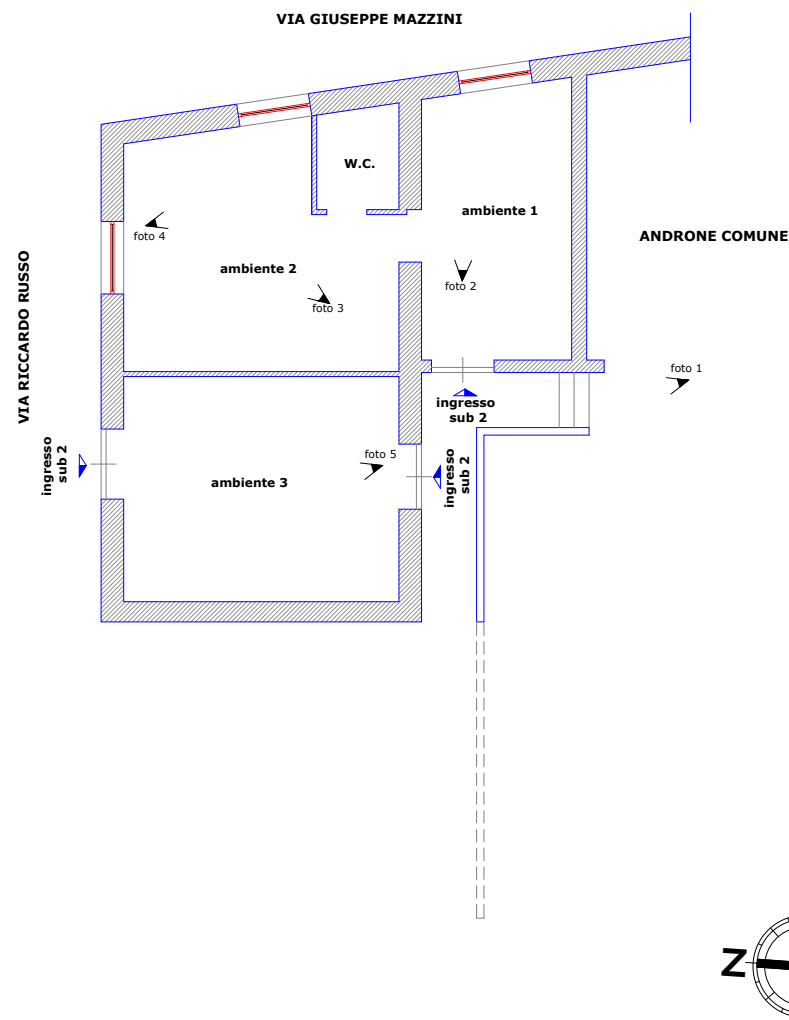 VIA GIUSEPPE MAZZINI
W.C.
ambiente 1
foto 4
ANDRONE COMUNE
ambiente 2
foto 2
foto 3
VIA RICCARDO RUSSO
foto 1
ingresso
sub 2
foto 5
ingresso
sub 2
ambiente 3
ingresso
sub 2
N